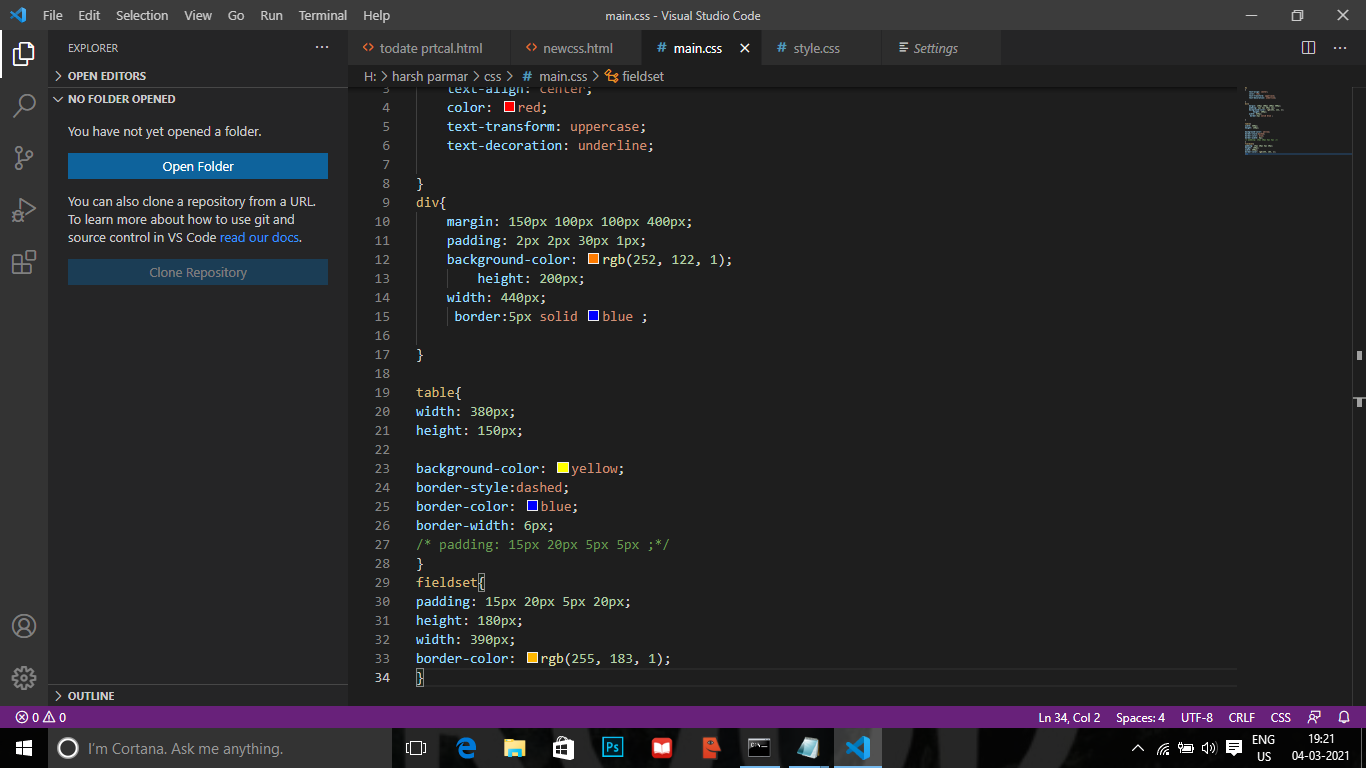 File Edit Selection View Go Run Terminal Help main.css - Visual Studio Code
EXPLORER
todate prtcal.html newcss.html # main.css # style.css Settings
OPEN EDITORS
H: > harsh parmar > css > # main.css > fieldset
NO FOLDER OPENED
You have not yet opened a folder.
Open Folder
You can also clone a repository from a URL.
To learn more about how to use git and
source control in VS Code read our docs.
Clone Repository
OUTLINE
3 text-align: center;
4 color: red;
5 text-transform: uppercase;
6 text-decoration: underline;
7
8 }
9 div{
10 margin: 150px 100px 100px 400px;
11 padding: 2px 2px 30px 1px;
12 background-color: rgb(252, 122, 1);
13 height: 200px;
14 width: 440px;
15 border:5px solid blue ;
16
17 }
18
19 table{
20 width: 380px;
21 height: 150px;
22
23 background-color: yellow;
24 border-style:dashed;
25 border-color: blue;
26 border-width: 6px;
27 /* padding: 15px 20px 5px 5px ;*/
28 }
29 fieldset{
30 padding: 15px 20px 5px 20px;
31 height: 180px;
32 width: 390px;
33 border-color: rgb(255, 183, 1);
34 }
0 0 Ln 34, Col 2 Spaces: 4 UTF-8 CRLF CSS
I'm Cortana. Ask me anything.
Ps
ENG
US
19:21
04-03-2021